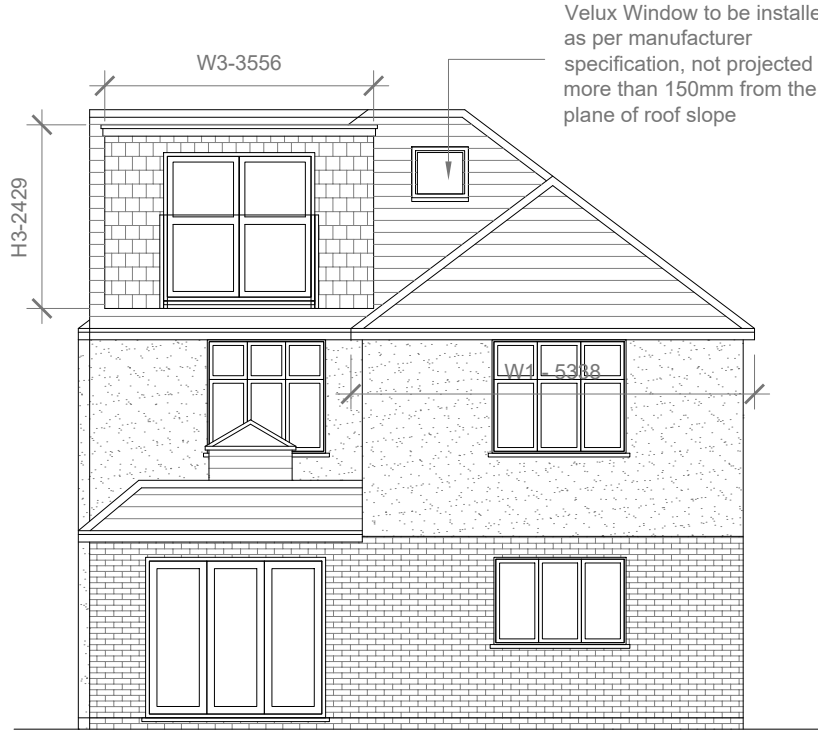 Velux Window to be installe
as per manufacturer
specification, not projected
more than 150mm from the
plane of roof slope
W3-3556
H3-2429
W1 - 5338